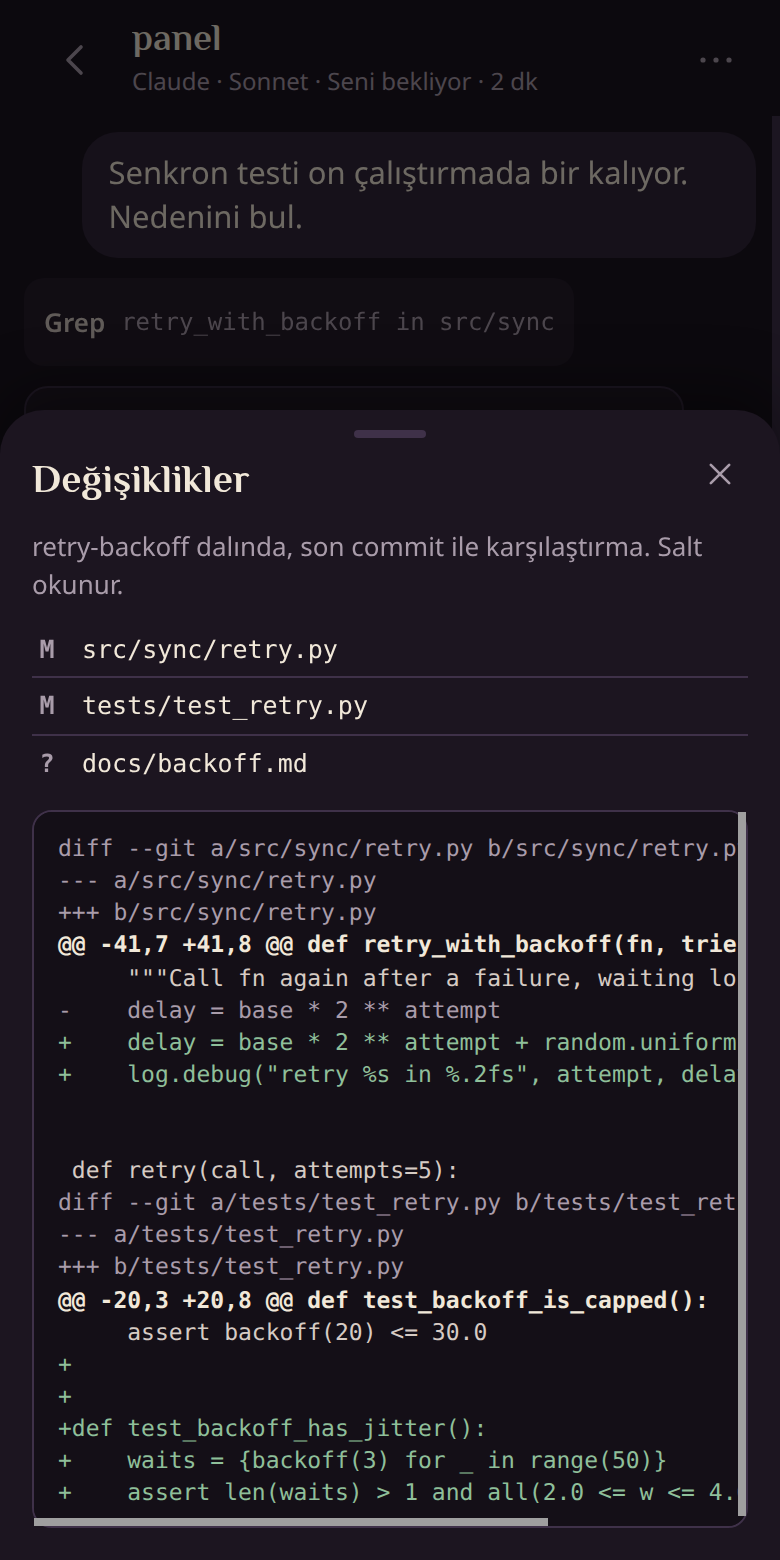 panel
Claude · Sonnet · Seni bekliyor · 2 dk
Senkron testi on çalıştırmada bir kalıyor.
Nedenini bul.
Grep retry_with_backoff in src/sync
Değişiklikler
retry-backoff dalında, son commit ile karşılaştırma. Salt
okunur.
M src/sync/retry.py
M tests/test_retry.py
? docs/backoff.md
diff --git a/src/sync/retry.py b/src/sync/retry.p
--- a/src/sync/retry.py
+++ b/src/sync/retry.py
@@ -41,7 +41,8 @@ def retry_with_backoff(fn, trie
     """Call fn again after a failure, waiting lo
-    delay = base * 2 ** attempt
+    delay = base * 2 ** attempt + random.uniform
+    log.debug("retry %s in %.2fs", attempt, dela
 def retry(call, attempts=5):
diff --git a/tests/test_retry.py b/tests/test_ret
--- a/tests/test_retry.py
+++ b/tests/test_retry.py
@@ -20,3 +20,8 @@ def test_backoff_is_capped():
     assert backoff(20) <= 30.0
+
+
+def test_backoff_has_jitter():
+    waits = {backoff(3) for _ in range(50)}
+    assert len(waits) > 1 and all(2.0 <= w <= 4.